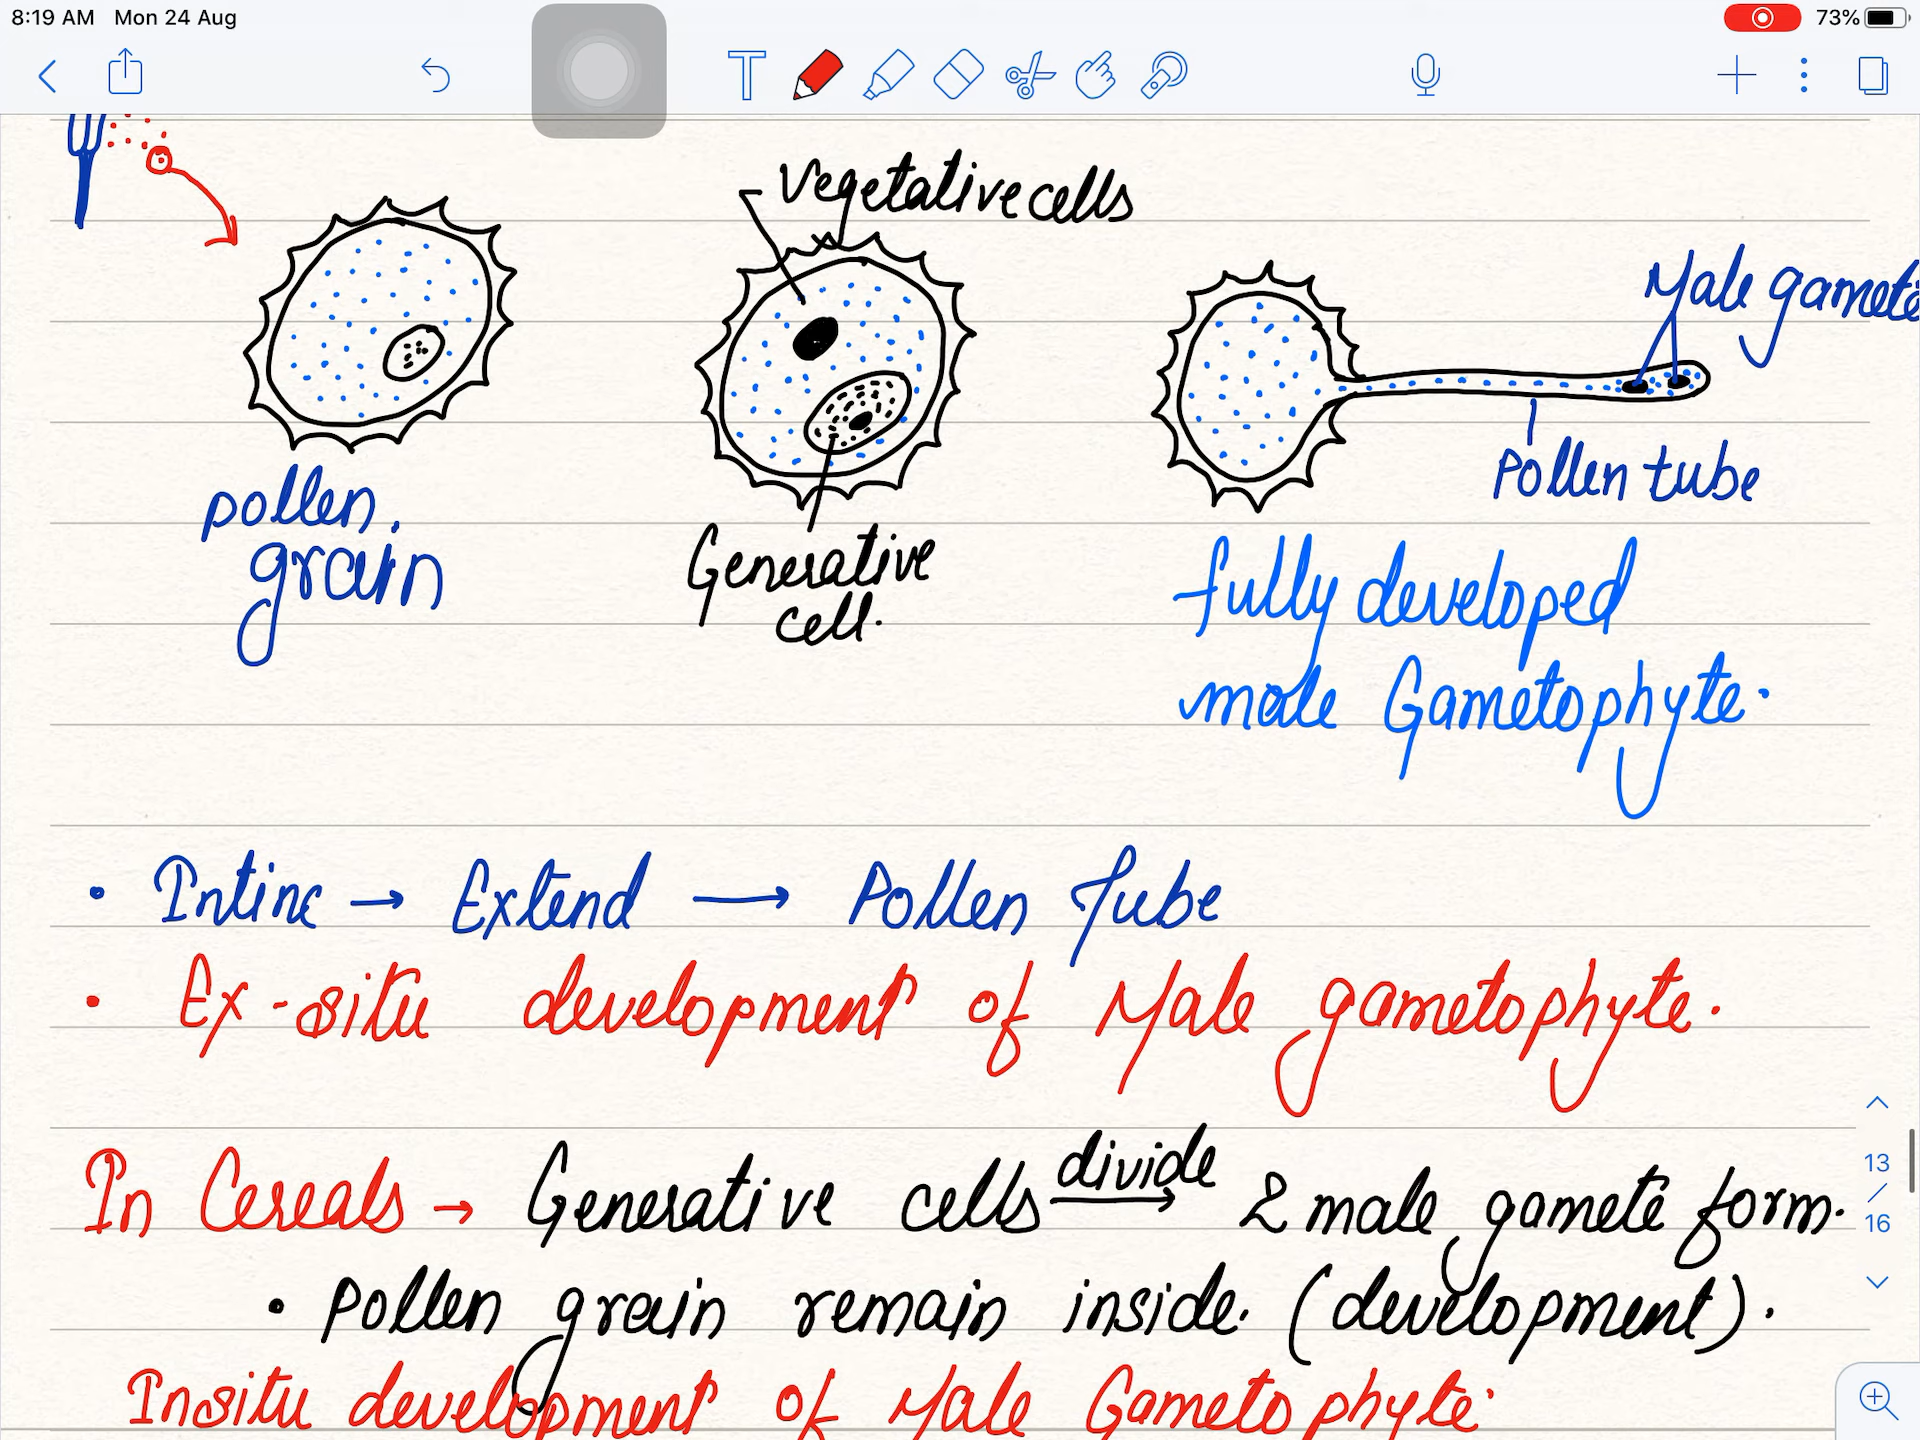 8:19 AM Mon 24 Aug
73%
T
Vegetative cells
Male gamete
Pollen tube
pollen
grain
Generative
cell.
fully developed
male Gametophyte.
• Intine → Extend → Pollen Tube
• Ex-situ development of Male gametophyte.
In Cereals → Generative cells divide → 2 male gamete form.
• pollen grain remain inside. (development).
Insitu development of Male Gametophyte.
13
/
16